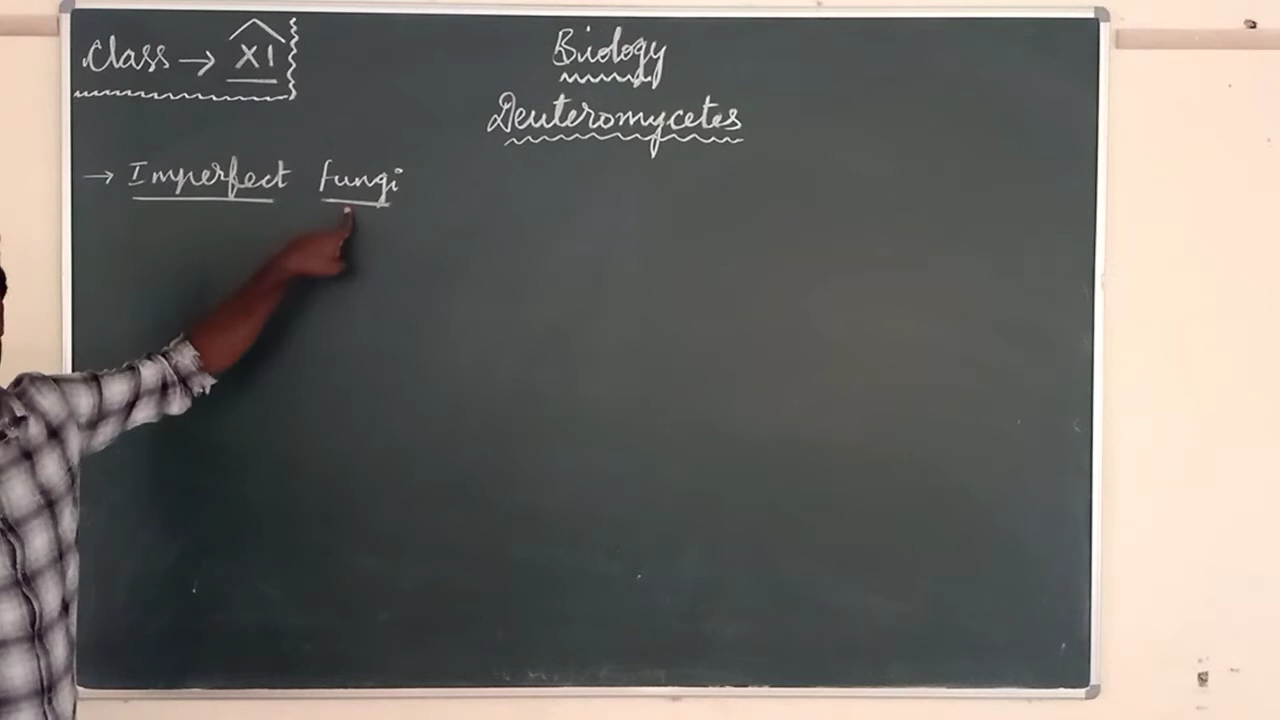 Class → XI
Biology
Deuteromycetes
→ Imperfect fungi